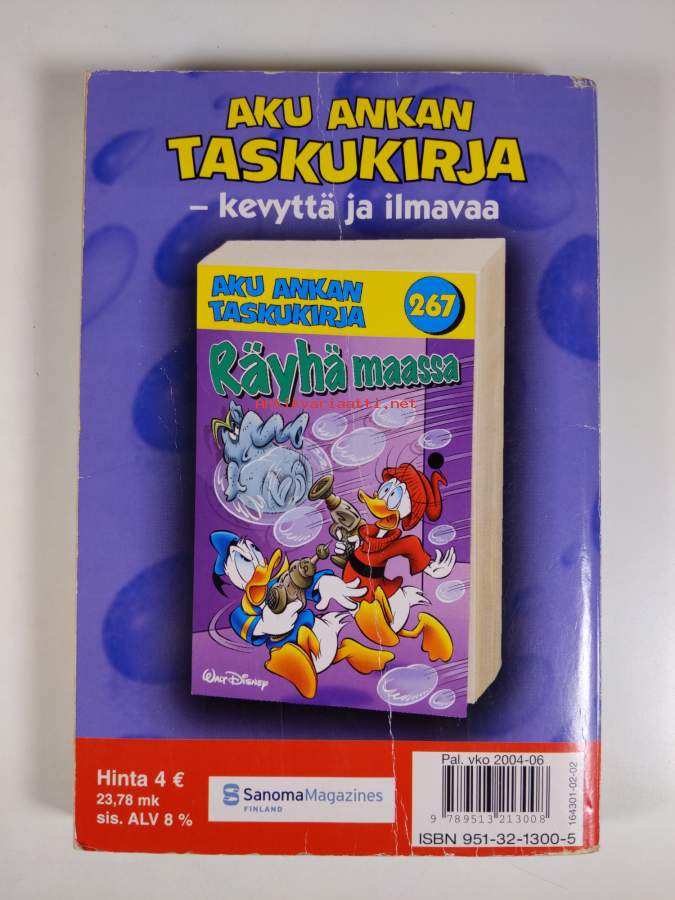 AKU ANKAN
TASKUKIRJA
– kevyttä ja ilmavaa
AKU ANKAN
TASKUKIRJA
267
Räyhä maassa
Antikvariaatti.net
WALT DISNEY
Hinta 4 €
23,78 mk
sis. ALV 8 %
SanomaMagazines
FINLAND
Pal. vko 2004-06
9 789513 213008
ISBN 951-32-1300-5
164301-02-02